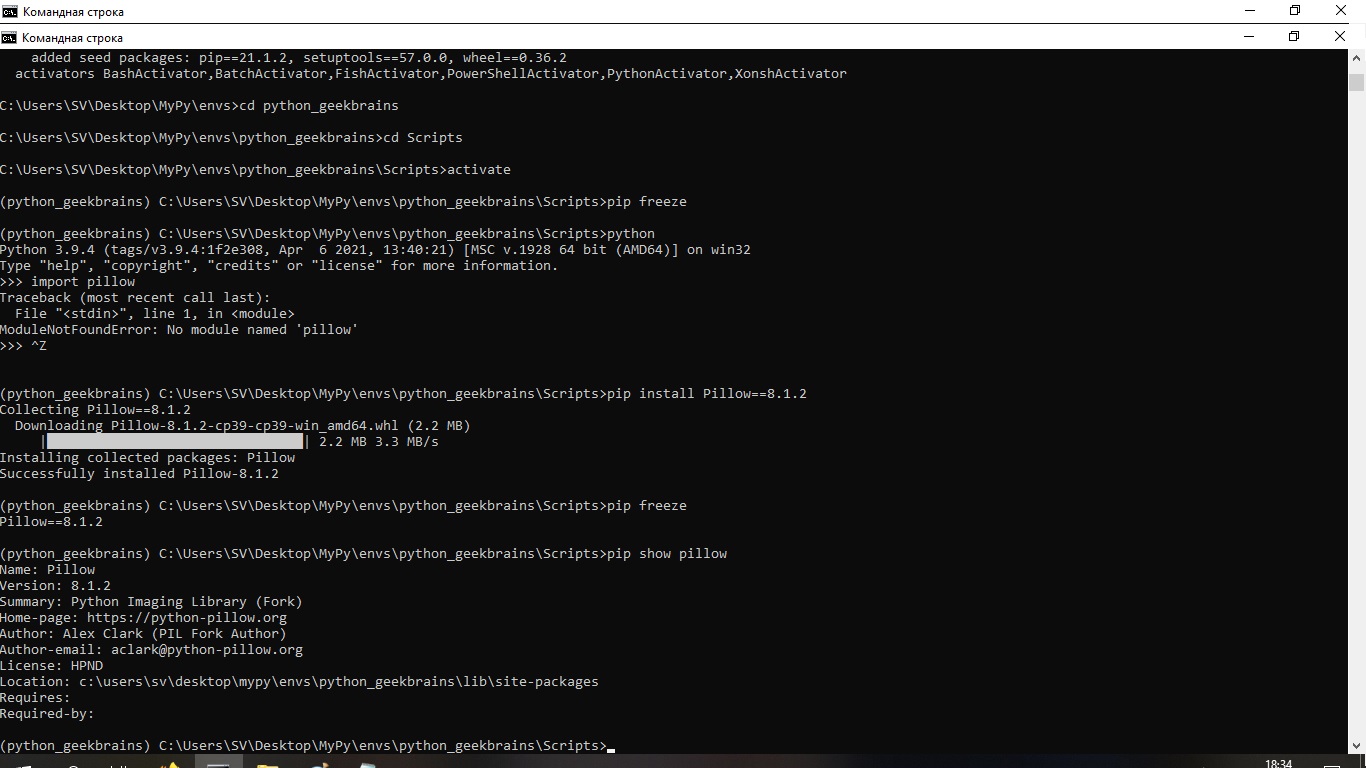 Командная строка
Командная строка
    added seed packages: pip==21.1.2, setuptools==57.0.0, wheel==0.36.2
  activators BashActivator,BatchActivator,FishActivator,PowerShellActivator,PythonActivator,XonshActivator
C:\Users\SV\Desktop\MyPy\envs>cd python_geekbrains
C:\Users\SV\Desktop\MyPy\envs\python_geekbrains>cd Scripts
C:\Users\SV\Desktop\MyPy\envs\python_geekbrains\Scripts>activate
(python_geekbrains) C:\Users\SV\Desktop\MyPy\envs\python_geekbrains\Scripts>pip freeze
(python_geekbrains) C:\Users\SV\Desktop\MyPy\envs\python_geekbrains\Scripts>python
Python 3.9.4 (tags/v3.9.4:1f2e308, Apr  6 2021, 13:40:21) [MSC v.1928 64 bit (AMD64)] on win32
Type "help", "copyright", "credits" or "license" for more information.
>>> import pillow
Traceback (most recent call last):
  File "<stdin>", line 1, in <module>
ModuleNotFoundError: No module named 'pillow'
>>> ^Z
(python_geekbrains) C:\Users\SV\Desktop\MyPy\envs\python_geekbrains\Scripts>pip install Pillow==8.1.2
Collecting Pillow==8.1.2
  Downloading Pillow-8.1.2-cp39-cp39-win_amd64.whl (2.2 MB)
     |████████████████████████████████| 2.2 MB 3.3 MB/s
Installing collected packages: Pillow
Successfully installed Pillow-8.1.2
(python_geekbrains) C:\Users\SV\Desktop\MyPy\envs\python_geekbrains\Scripts>pip freeze
Pillow==8.1.2
(python_geekbrains) C:\Users\SV\Desktop\MyPy\envs\python_geekbrains\Scripts>pip show pillow
Name: Pillow
Version: 8.1.2
Summary: Python Imaging Library (Fork)
Home-page: https://python-pillow.org
Author: Alex Clark (PIL Fork Author)
Author-email: aclark@python-pillow.org
License: HPND
Location: c:\users\sv\desktop\mypy\envs\python_geekbrains\lib\site-packages
Requires:
Required-by:
(python_geekbrains) C:\Users\SV\Desktop\MyPy\envs\python_geekbrains\Scripts>
18:34